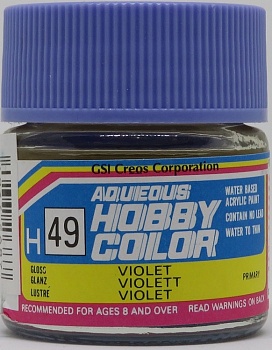 GSI Creos Corporation
AQUEOUS
HOBBY
COLOR
H 49
WATER BASED
ACRYLIC PAINT
CONTAIN NO LEAD
WATER TO THIN
GLOSS
GLANZ
LUSTRÉ
VIOLET
VIOLETT
VIOLET
PRIMARY
RECOMMENDED FOR AGES 8 AND OVER
READ WARNINGS ON BACK